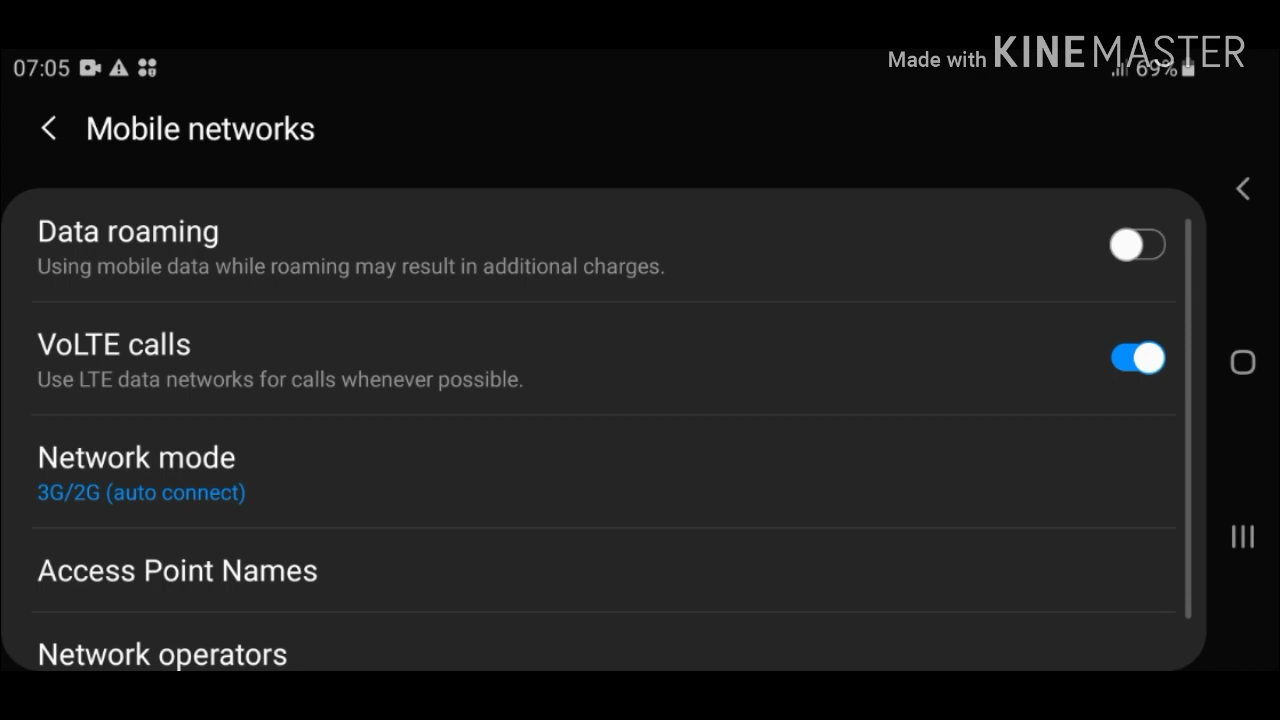 Made with KINEMASTER
07:05
69%
Mobile networks
Data roaming
Using mobile data while roaming may result in additional charges.
VoLTE calls
Use LTE data networks for calls whenever possible.
Network mode
3G/2G (auto connect)
Access Point Names
Network operators